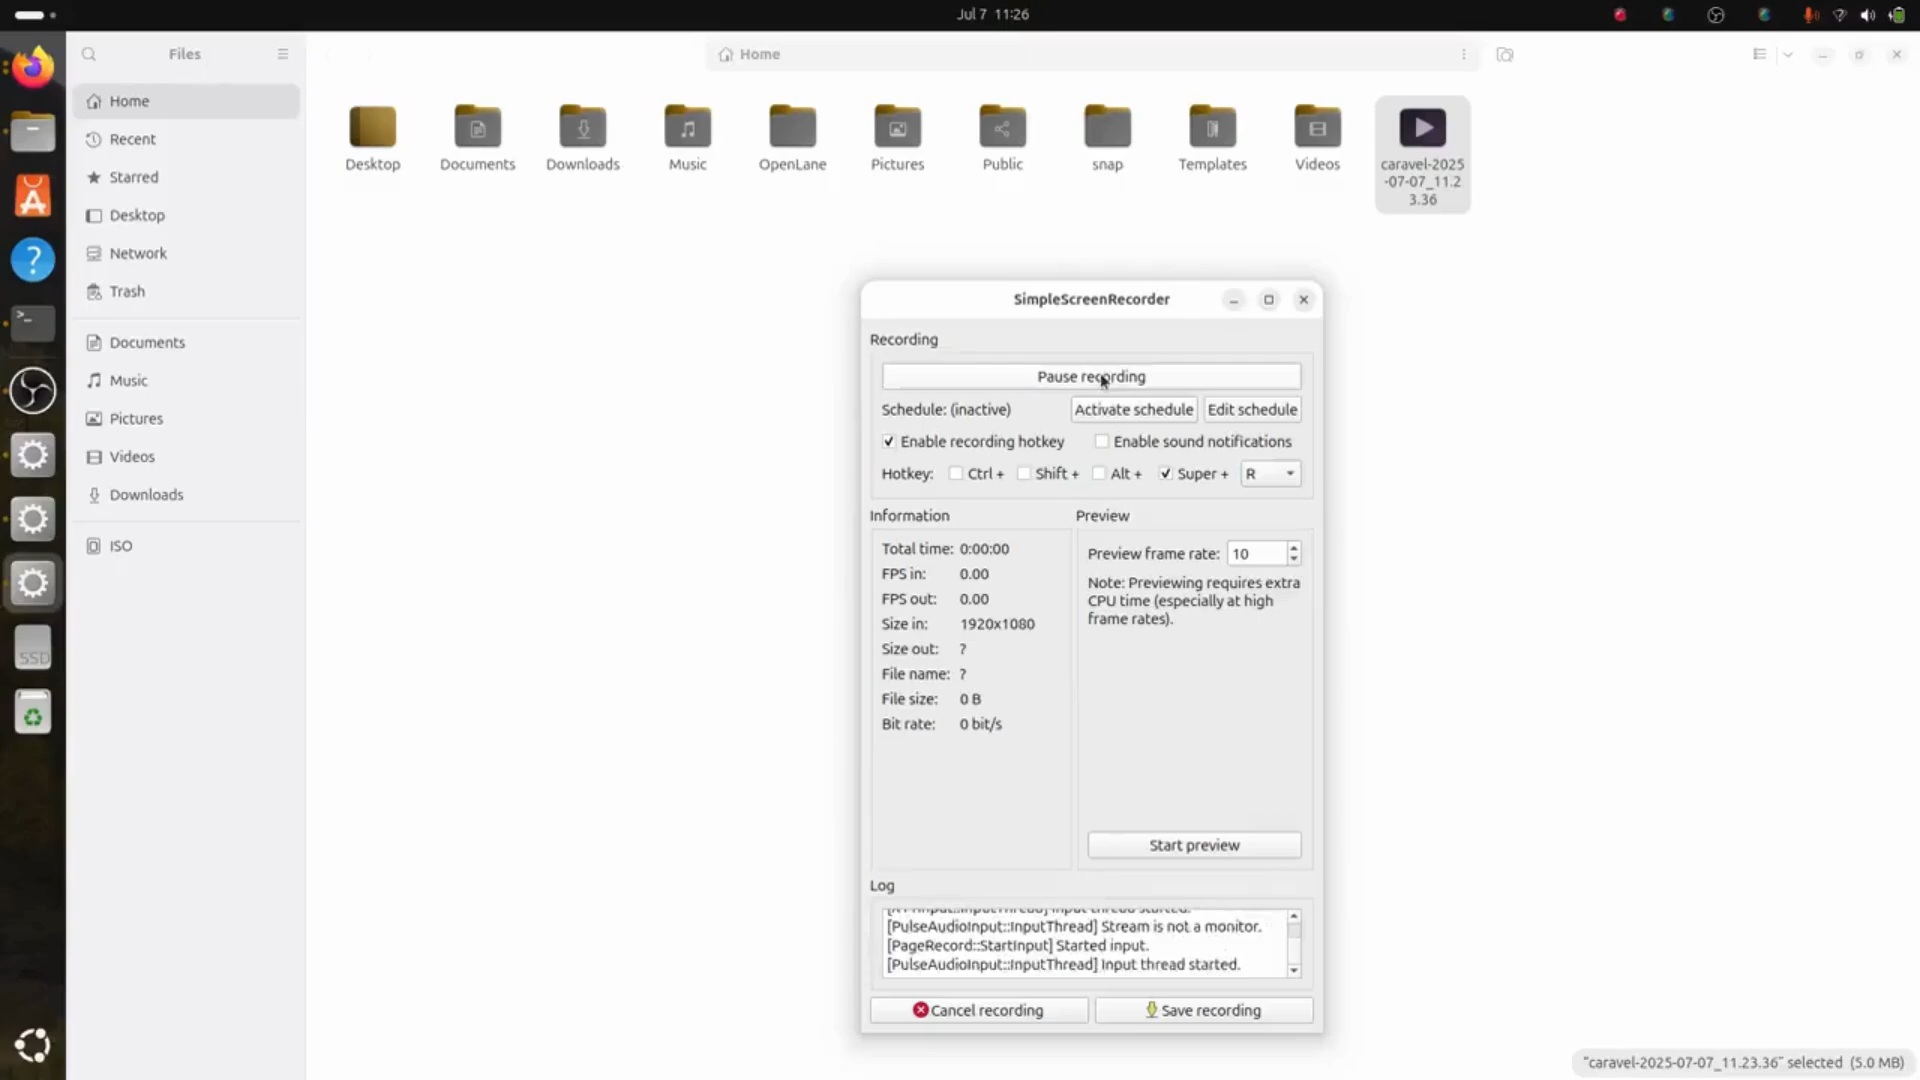 Jul 7 11:26
Files
Home
Home
Recent
Starred
Desktop
Network
Trash
Documents
Music
Pictures
Videos
Downloads
ISO
SSD
Desktop
Documents
Downloads
Music
OpenLane
Pictures
Public
snap
Templates
Videos
caravel-2025
-07-07_11.2
3.36
SimpleScreenRecorder
Recording
Pause recording
Schedule: (inactive)
Activate schedule
Edit schedule
Enable recording hotkey
Enable sound notifications
Hotkey: Ctrl + Shift + Alt + Super + R
Information
Total time: 0:00:00
FPS in: 0.00
FPS out: 0.00
Size in: 1920x1080
Size out: ?
File name: ?
File size: 0 B
Bit rate: 0 bit/s
Preview
Preview frame rate: 10
Note: Previewing requires extra
CPU time (especially at high
frame rates).
Start preview
Log
[X11Input::InputThread] Input thread started.
[PulseAudioInput::InputThread] Stream is not a monitor.
[PageRecord::StartInput] Started input.
[PulseAudioInput::InputThread] Input thread started.
Cancel recording
Save recording
"caravel-2025-07-07_11.23.36" selected (5.0 MB)